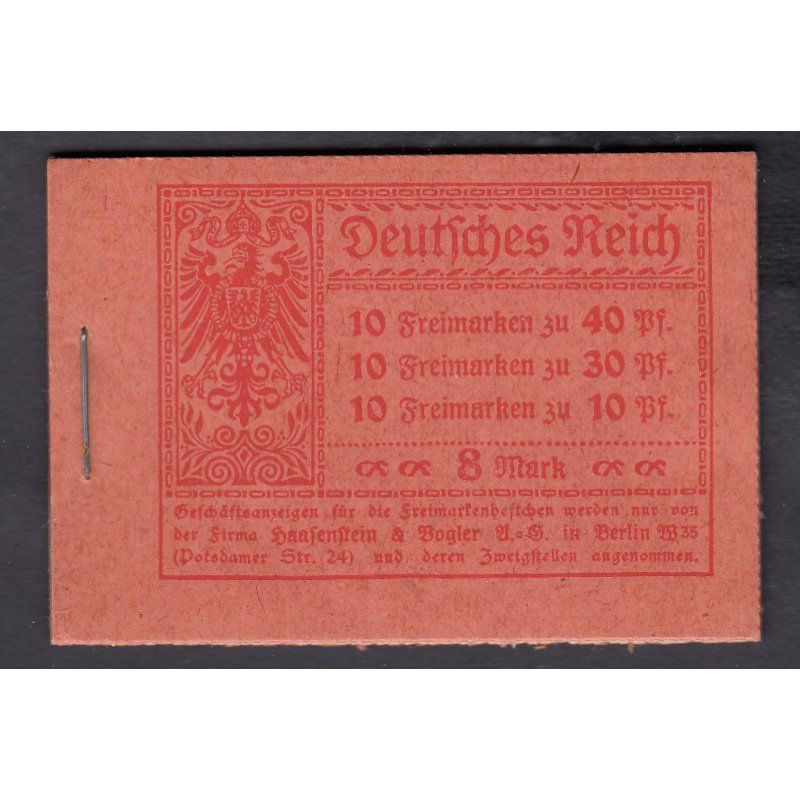 Deutsches Reich
10 Freimarken zu 40 Pf.
10 Freimarken zu 30 Pf.
10 Freimarken zu 10 Pf.
8 Mark
Geschäftsanzeigen für die Freimarkenheftchen werden nur von
der Firma Haasenstein & Vogler A.=G. in Berlin W35
(Potsdamer Str. 24) und deren Zweigstellen angenommen.